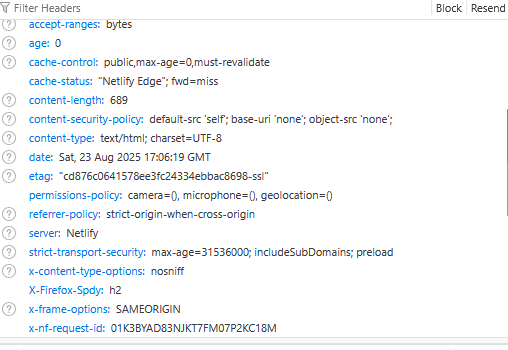 Filter Headers Block Resend
accept-ranges: bytes
? age: 0
? cache-control: public,max-age=0,must-revalidate
cache-status: "Netlify Edge"; fwd=miss
? content-length: 689
? content-security-policy: default-src 'self'; base-uri 'none'; object-src 'none';
? content-type: text/html; charset=UTF-8
? date: Sat, 23 Aug 2025 17:06:19 GMT
? etag: "cd876c0641578ee3fc24334ebbac8698-ssl"
permissions-policy: camera=(), microphone=(), geolocation=()
? referrer-policy: strict-origin-when-cross-origin
? server: Netlify
? strict-transport-security: max-age=31536000; includeSubDomains; preload
? x-content-type-options: nosniff
X-Firefox-Spdy: h2
? x-frame-options: SAMEORIGIN
x-nf-request-id: 01K3BYAD83NJKT7FM07P2KC18M